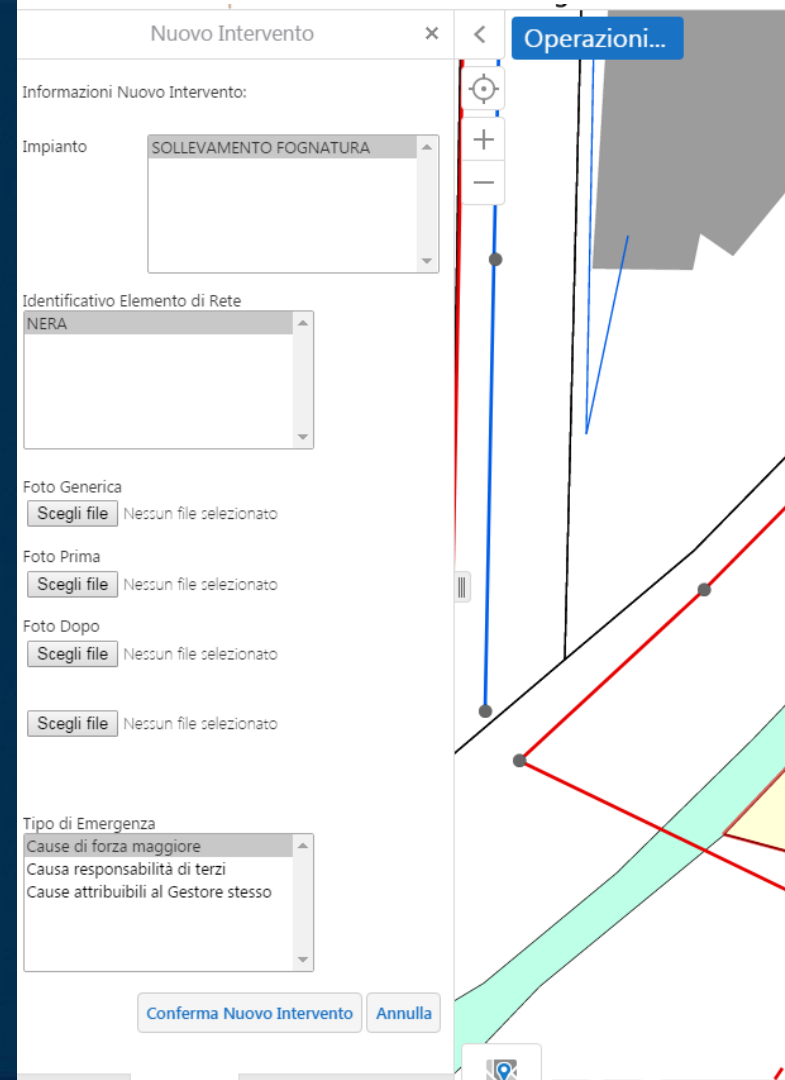 Nuovo Intervento ×
Operazioni...
Informazioni Nuovo Intervento:
Impianto
SOLLEVAMENTO FOGNATURA
Identificativo Elemento di Rete
NERA
Foto Generica
Scegli file Nessun file selezionato
Foto Prima
Scegli file Nessun file selezionato
Foto Dopo
Scegli file Nessun file selezionato
Scegli file Nessun file selezionato
Tipo di Emergenza
Cause di forza maggiore
Causa responsabilità di terzi
Cause attribuibili al Gestore stesso
Conferma Nuovo Intervento Annulla